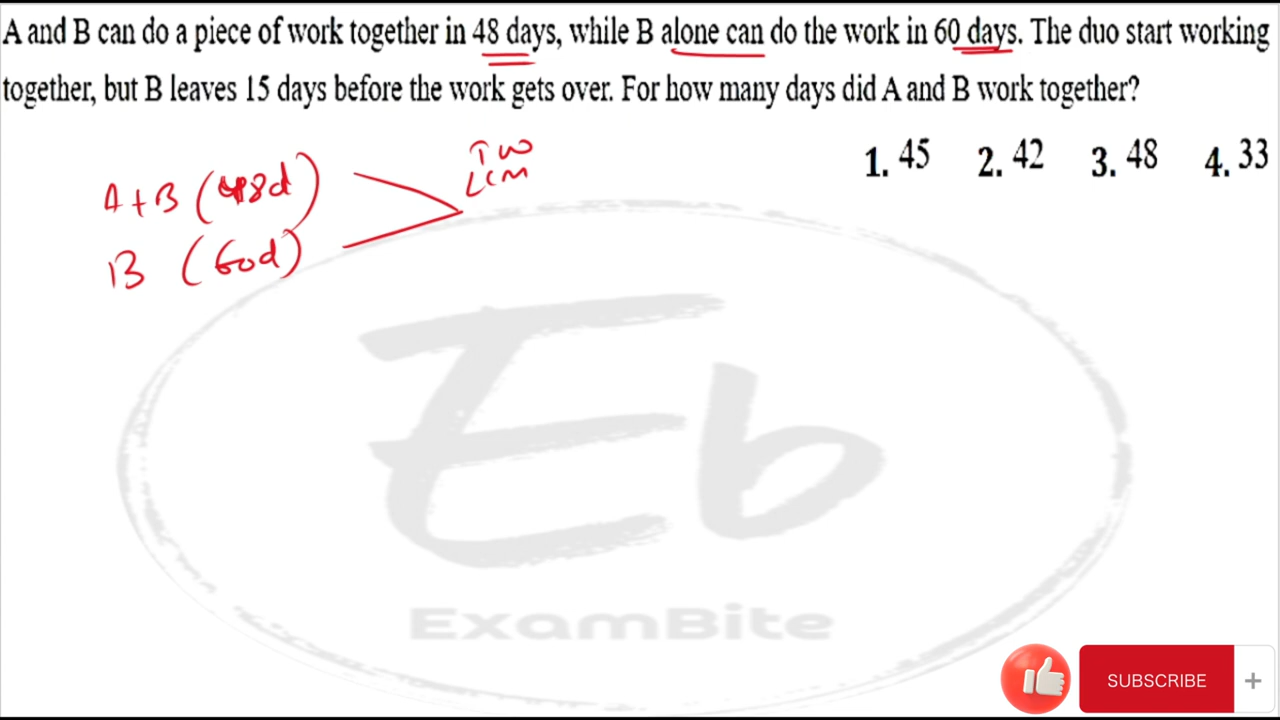 A and B can do a piece of work together in 48 days, while B alone can do the work in 60 days. The duo start working
together, but B leaves 15 days before the work gets over. For how many days did A and B work together?
1. 45 2. 42 3. 48 4. 33
TW
LCM
A+B (48d)
B (60d)
Eb
ExamBite
SUBSCRIBE +